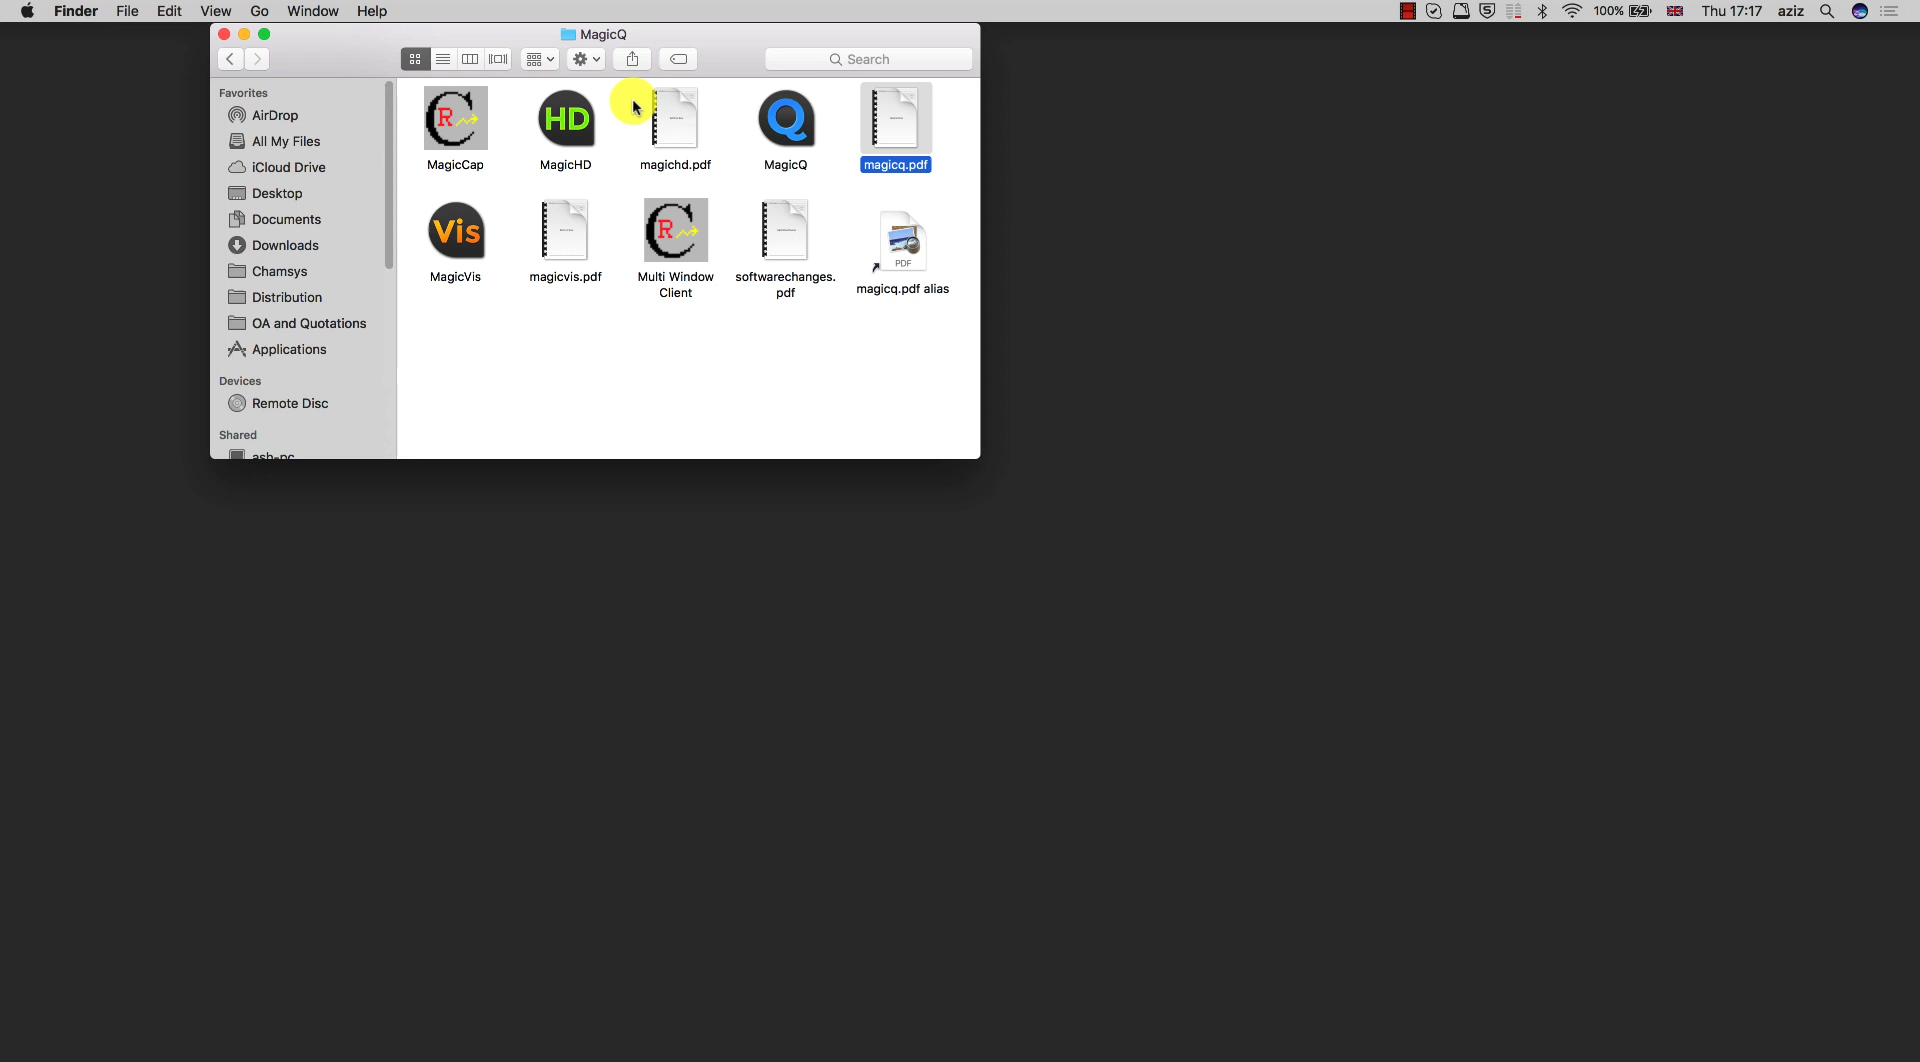 Finder File Edit View Go Window Help 100% Thu 17:17 aziz
MagicQ
Search
Favorites
AirDrop
All My Files
iCloud Drive
Desktop
Documents
Downloads
Chamsys
Distribution
OA and Quotations
Applications
Devices
Remote Disc
Shared
ash-pc
R HD Q
MagicCap MagicHD magichd.pdf MagicQ magicq.pdf
Vis R PDF
MagicVis magicvis.pdf Multi Window softwarechanges. magicq.pdf alias
Client pdf